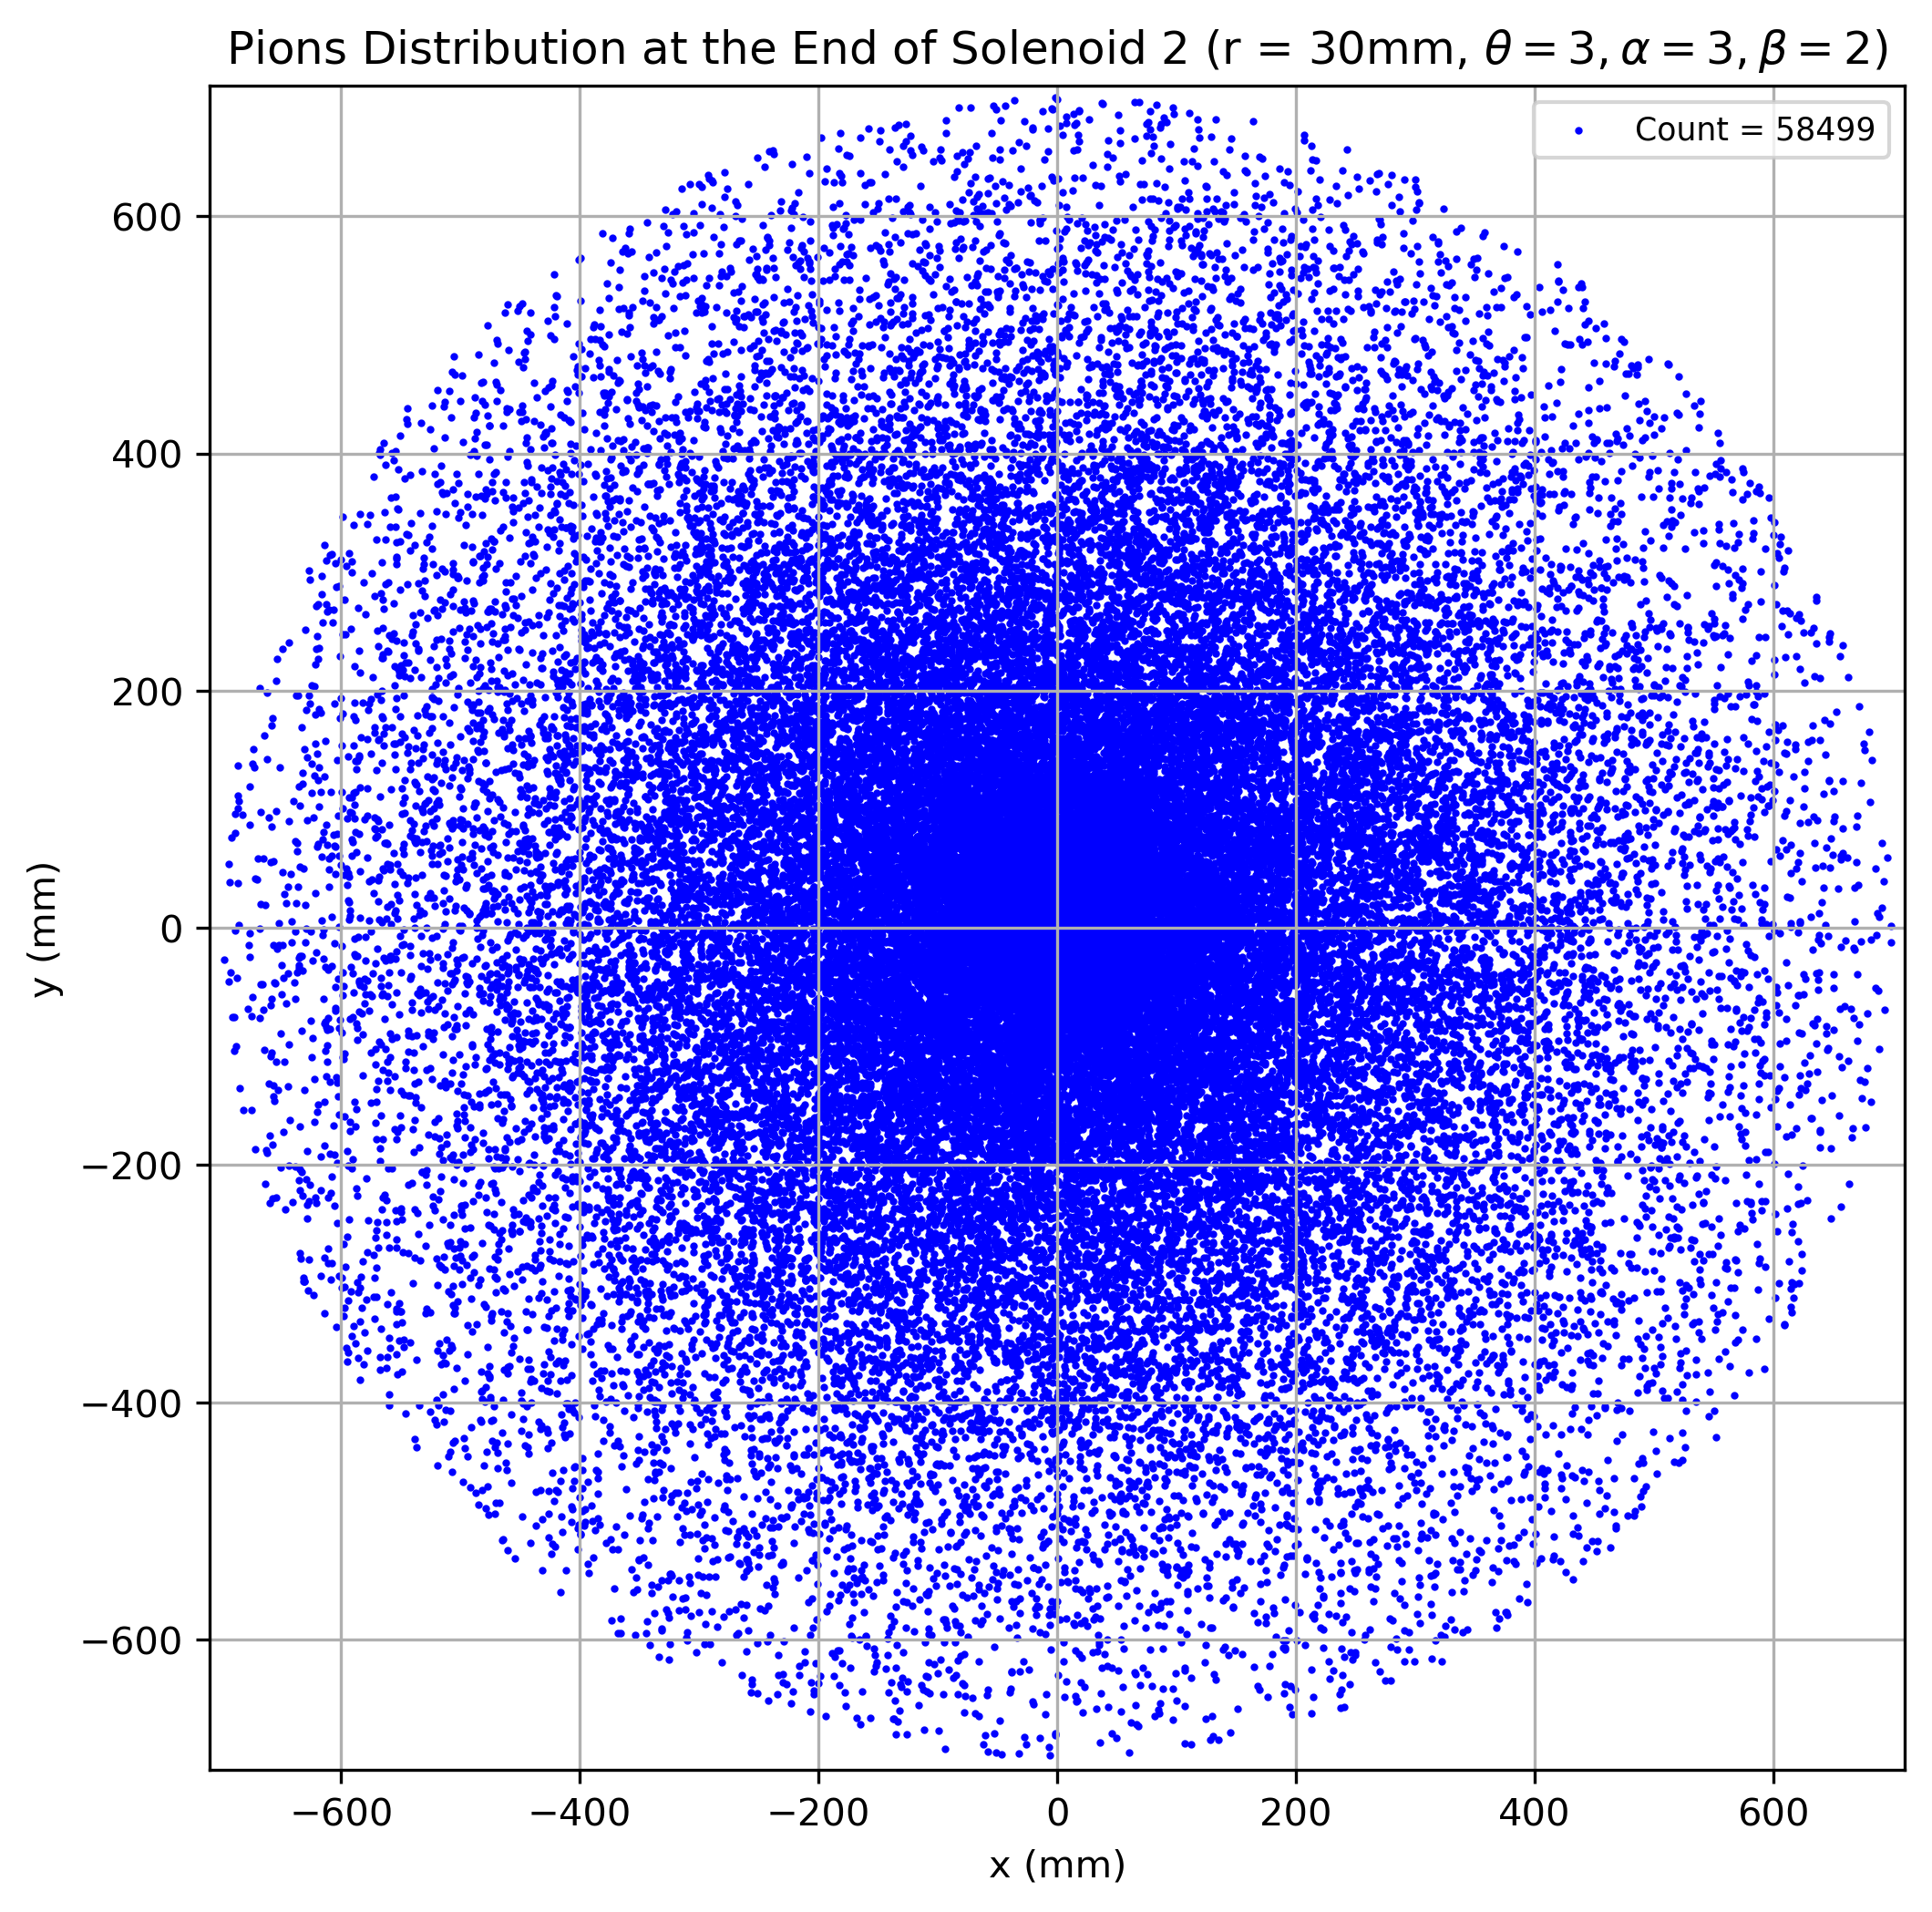 Pions Distribution at the End of Solenoid 2 (r = 30mm, θ = 3, α = 3, β = 2)
Count = 58499
600
400
200
0
−200
−400
−600
y (mm)
−600 −400 −200 0 200 400 600
x (mm)